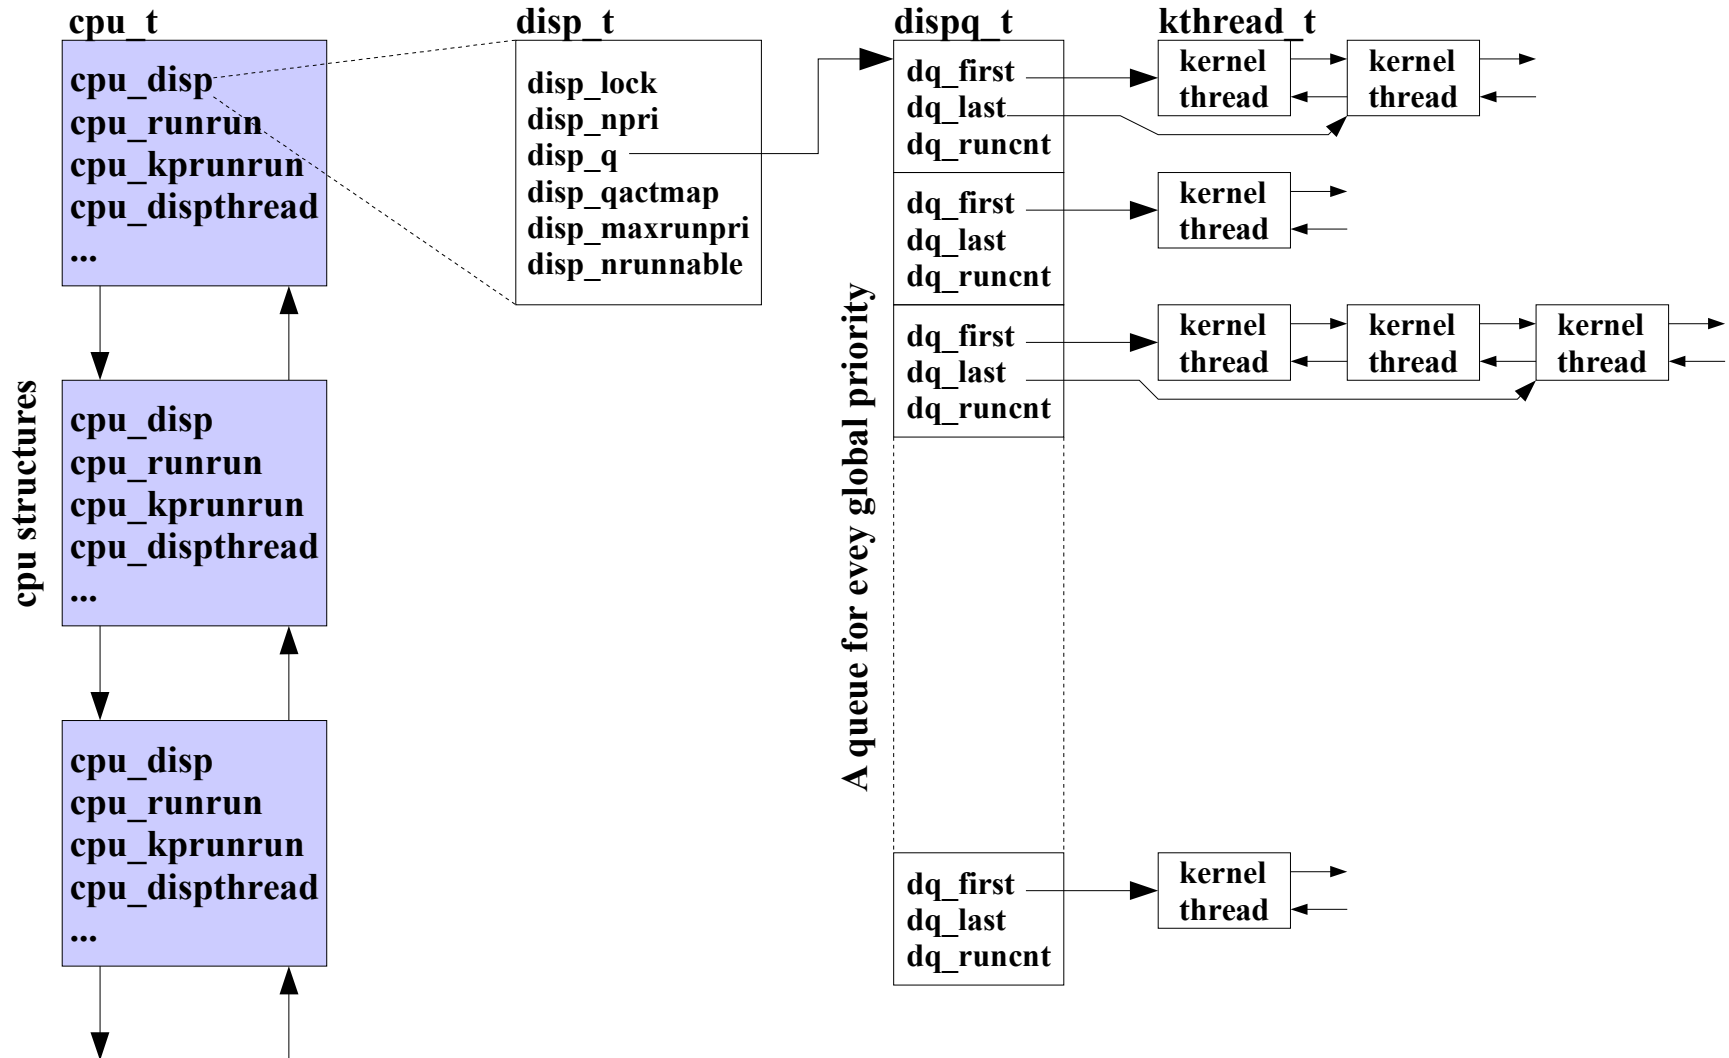 cpu_t
disp_t
dispq_t
kthread_t
cpu structures
cpu_disp
cpu_runrun
cpu_kprunrun
cpu_dispthread
...
cpu_disp
cpu_runrun
cpu_kprunrun
cpu_dispthread
...
cpu_disp
cpu_runrun
cpu_kprunrun
cpu_dispthread
...
disp_lock
disp_npri
disp_q
disp_qactmap
disp_maxrunpri
disp_nrunnable
A queue for evey global priority
dq_first
dq_last
dq_runcnt
kernel
thread
kernel
thread
dq_first
dq_last
dq_runcnt
kernel
thread
dq_first
dq_last
dq_runcnt
kernel
thread
kernel
thread
kernel
thread
dq_first
dq_last
dq_runcnt
kernel
thread